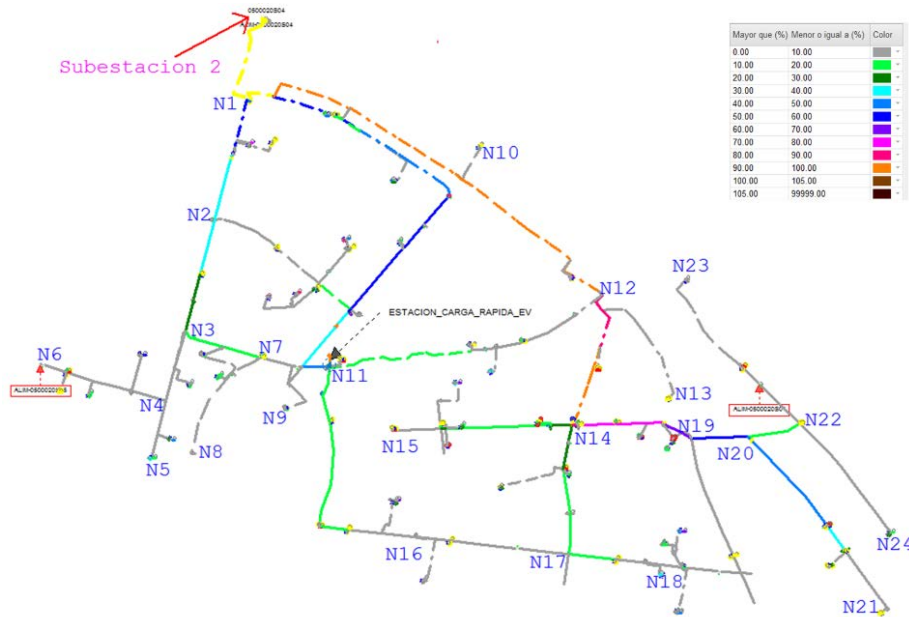 0500020S04
Subestacion 2
Mayor que (%) Menor o igual a (%) Color
0.00 10.00
10.00 20.00
20.00 30.00
30.00 40.00
40.00 50.00
50.00 60.00
60.00 70.00
70.00 80.00
80.00 90.00
90.00 100.00
100.00 105.00
105.00 99999.00
N1
N10
N2
N23
N12
ESTACION_CARGA_RAPIDA_EV
N3
N7
N6
N11
N13
N4
N9
N22
N8
N15
N14
N19
N20
N5
N16
N17
N24
N18
N21